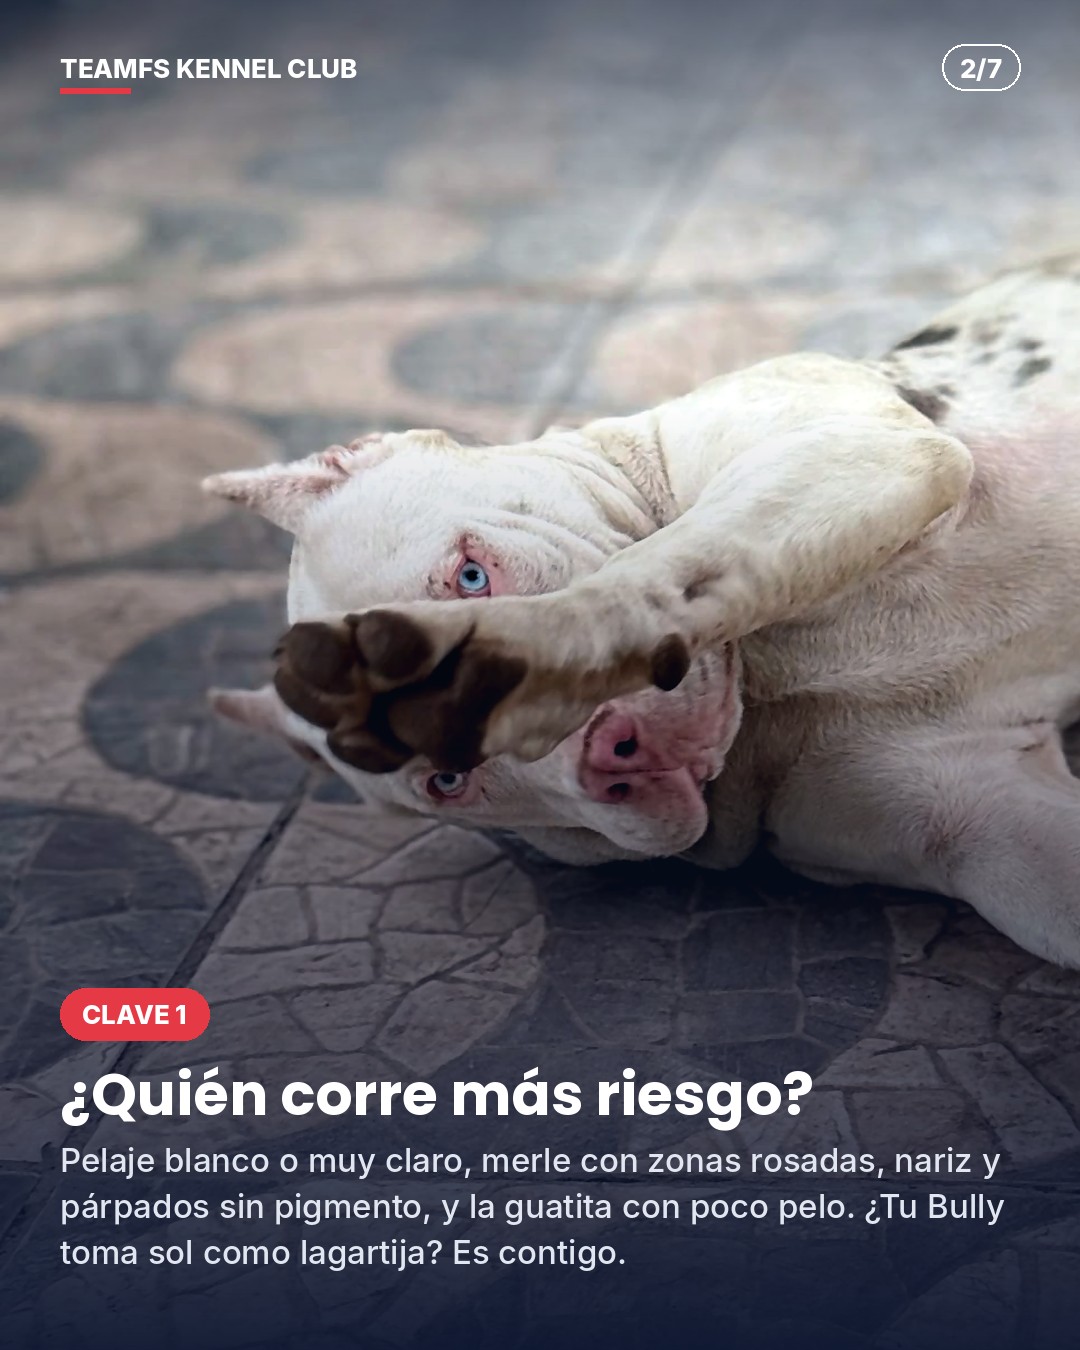 TEAMFS KENNEL CLUB
2/7
CLAVE 1
¿Quién corre más riesgo?
Pelaje blanco o muy claro, merle con zonas rosadas, nariz y
párpados sin pigmento, y la guatita con poco pelo. ¿Tu Bully
toma sol como lagartija? Es contigo.